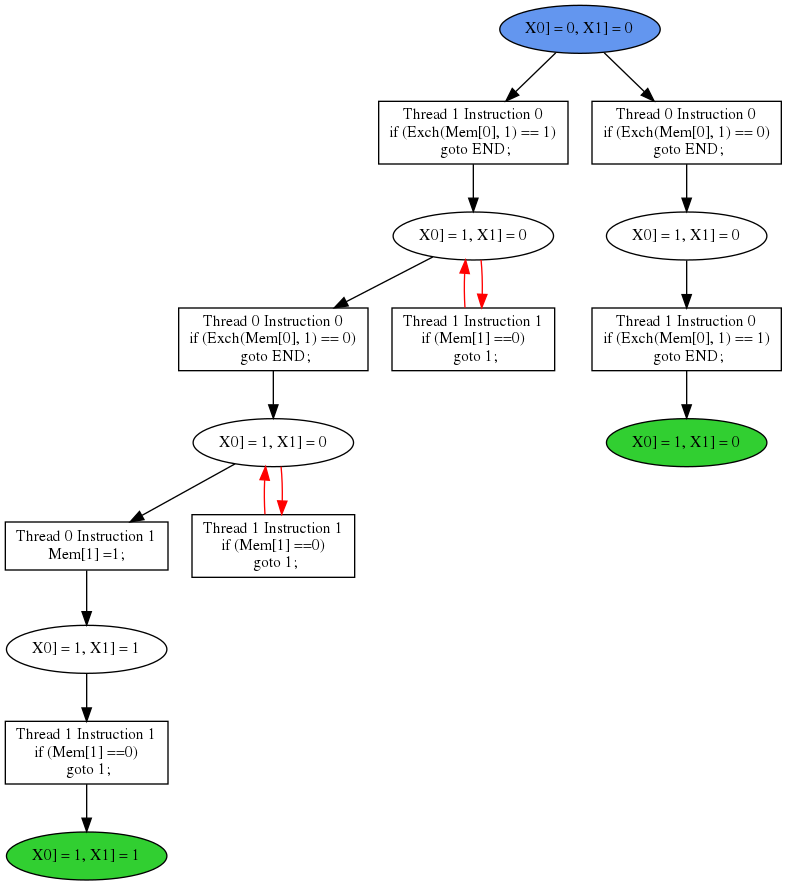 X0] = 0, X1] = 0
Thread 1 Instruction 0
if (Exch(Mem[0], 1) == 1)
goto END;
Thread 0 Instruction 0
if (Exch(Mem[0], 1) == 0)
goto END;
X0] = 1, X1] = 0
X0] = 1, X1] = 0
Thread 0 Instruction 0
if (Exch(Mem[0], 1) == 0)
goto END;
Thread 1 Instruction 1
if (Mem[1] ==0)
goto 1;
Thread 1 Instruction 0
if (Exch(Mem[0], 1) == 1)
goto END;
X0] = 1, X1] = 0
X0] = 1, X1] = 0
Thread 0 Instruction 1
Mem[1] =1;
Thread 1 Instruction 1
if (Mem[1] ==0)
goto 1;
X0] = 1, X1] = 1
Thread 1 Instruction 1
if (Mem[1] ==0)
goto 1;
X0] = 1, X1] = 1